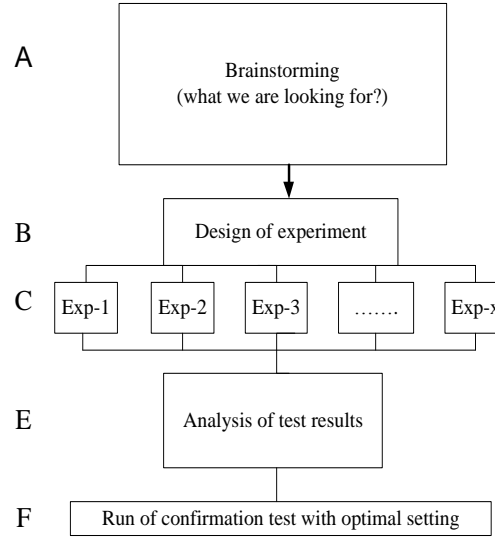 A
Brainstorming
(what we are looking for?)
B
Design of experiment
C
Exp-1
Exp-2
Exp-3
…….
Exp-x
E
Analysis of test results
F
Run of confirmation test with optimal setting